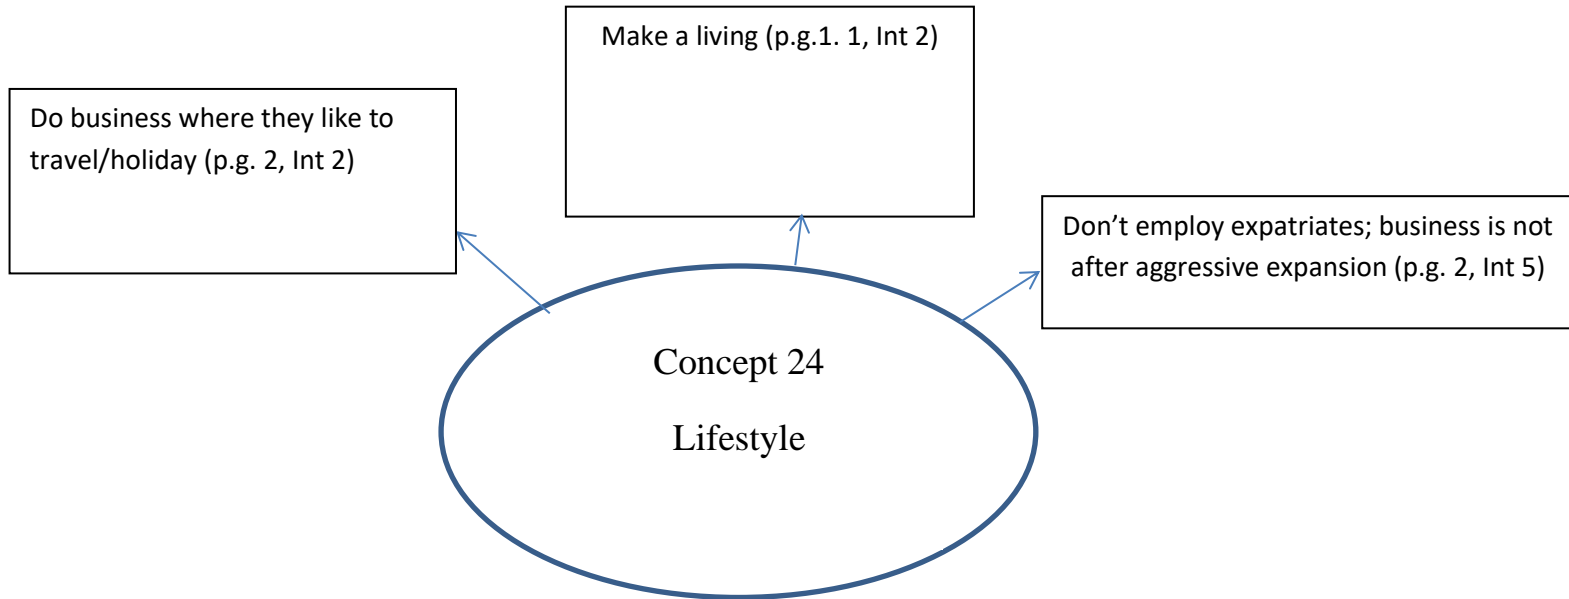 Make a living (p.g.1. 1, Int 2)
Do business where they like to
travel/holiday (p.g. 2, Int 2)
Don’t employ expatriates; business is not
after aggressive expansion (p.g. 2, Int 5)
Concept 24
Lifestyle